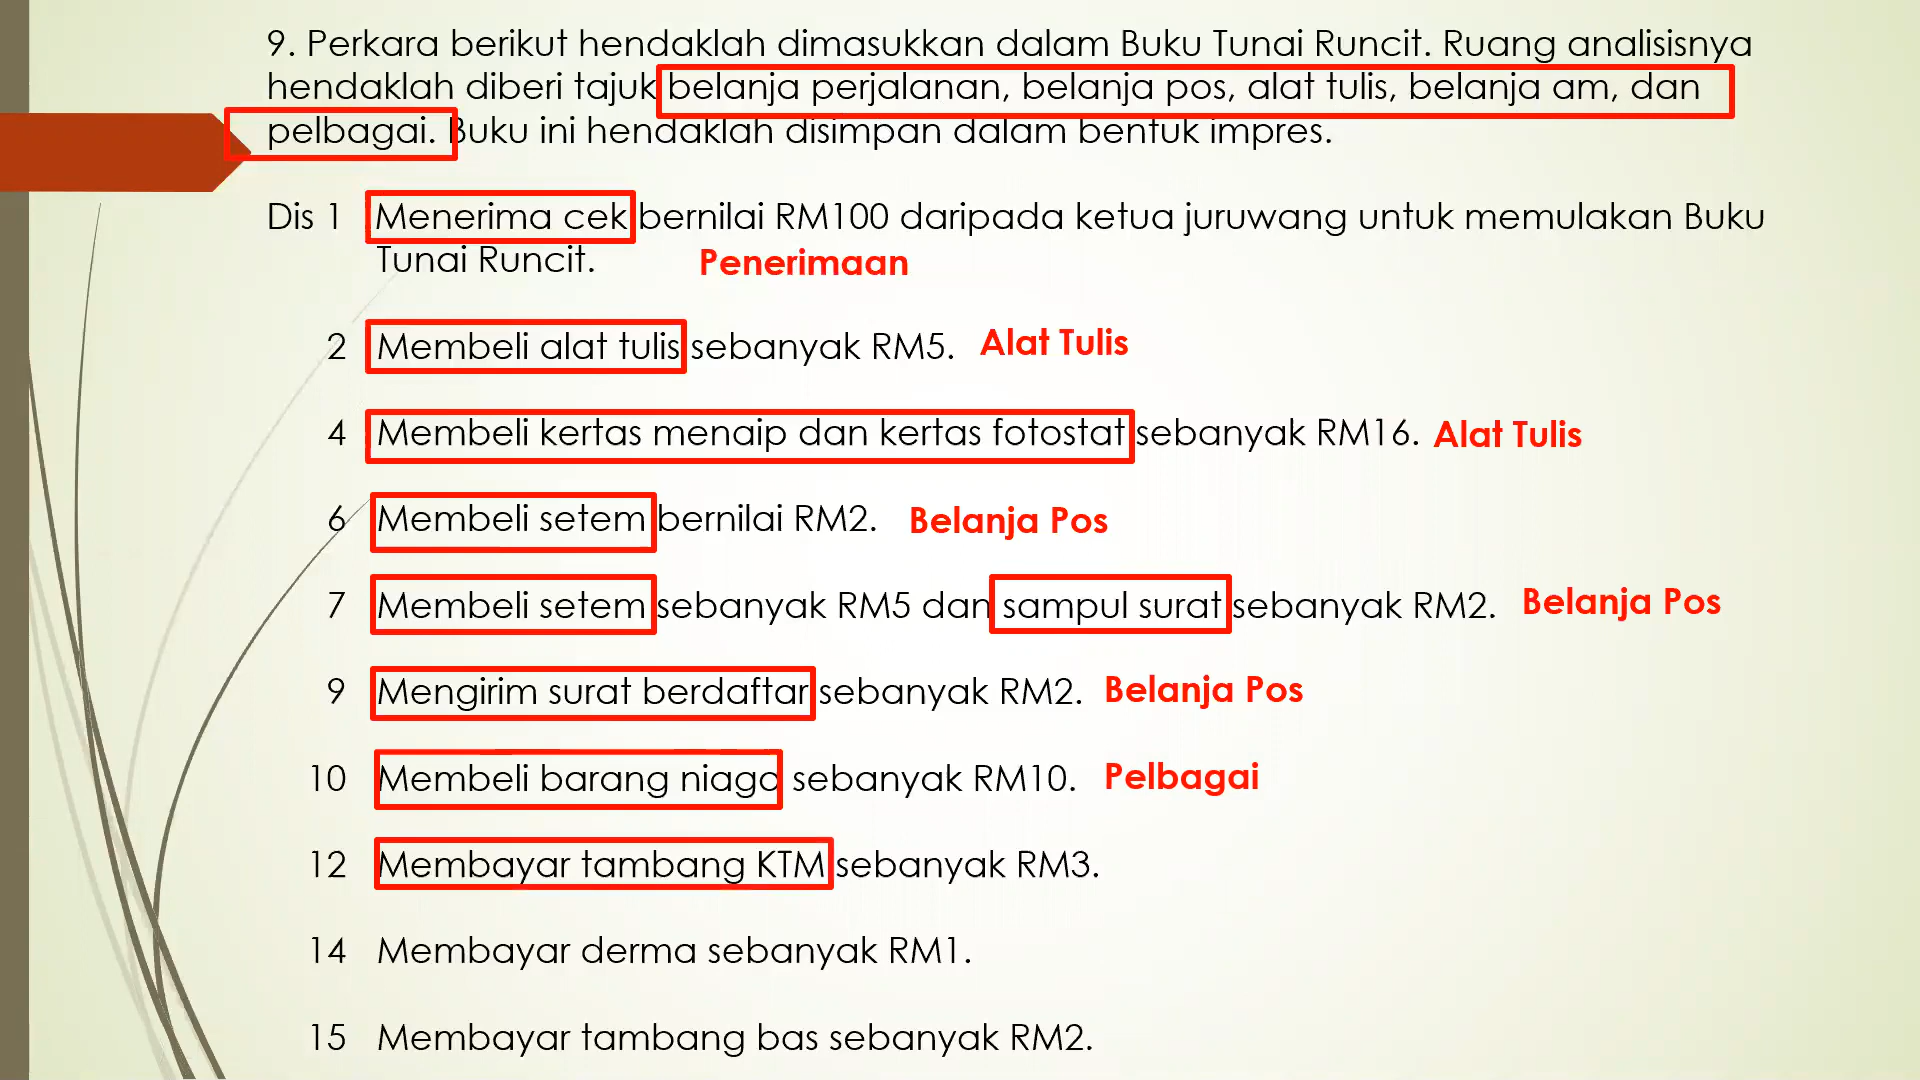 9. Perkara berikut hendaklah dimasukkan dalam Buku Tunai Runcit. Ruang analisisnya
hendaklah diberi tajuk belanja perjalanan, belanja pos, alat tulis, belanja am, dan
pelbagai. Buku ini hendaklah disimpan dalam bentuk impres.
Dis 1 Menerima cek bernilai RM100 daripada ketua juruwang untuk memulakan Buku
Tunai Runcit. Penerimaan
2 Membeli alat tulis sebanyak RM5. Alat Tulis
4 Membeli kertas menaip dan kertas fotostat sebanyak RM16. Alat Tulis
6 Membeli setem bernilai RM2. Belanja Pos
7 Membeli setem sebanyak RM5 dan sampul surat sebanyak RM2. Belanja Pos
9 Mengirim surat berdaftar sebanyak RM2. Belanja Pos
10 Membeli barang niaga sebanyak RM10. Pelbagai
12 Membayar tambang KTM sebanyak RM3.
14 Membayar derma sebanyak RM1.
15 Membayar tambang bas sebanyak RM2.